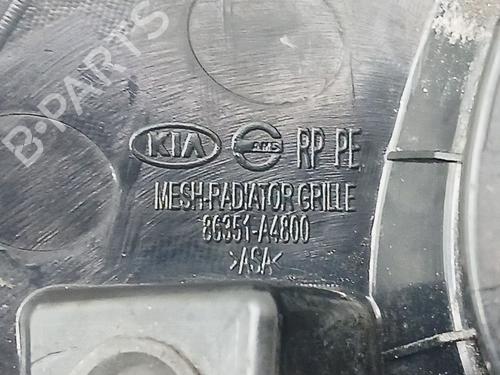 B-PARTS
KIA AMS RP PE
MESH-RADIATOR GRILLE
86351-A4800
>ASA<